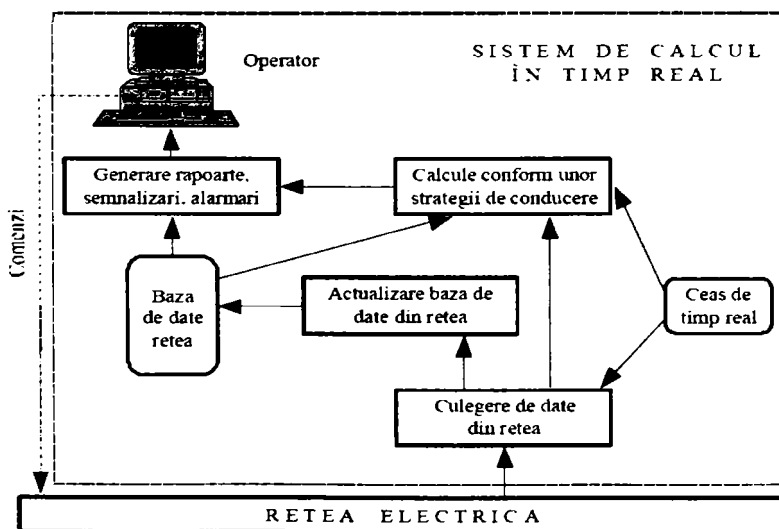 Operator
SISTEM DE CALCUL
ÎN TIMP REAL
Generare rapoarte,
semnalizari, alarmari
Calcule conform unor
strategii de conducere
Comenzi
Baza
de date
retea
Actualizare baza de
date din retea
Ceas de
timp real
Culegere de date
din retea
RETEA ELECTRICA